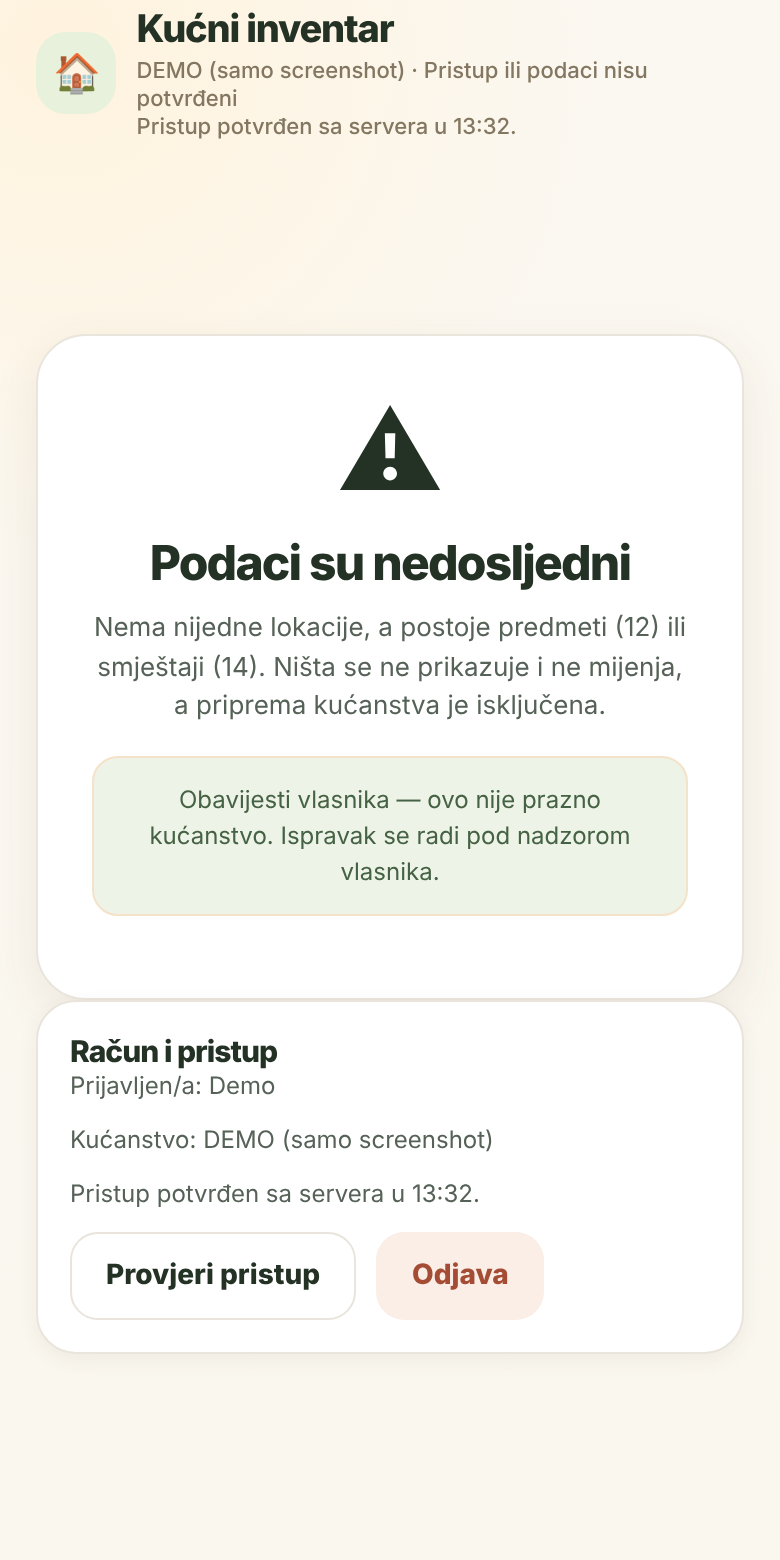 Kućni inventar
DEMO (samo screenshot) · Pristup ili podaci nisu
potvrđeni
Pristup potvrđen sa servera u 13:32.
Podaci su nedosljedni
Nema nijedne lokacije, a postoje predmeti (12) ili
smještaji (14). Ništa se ne prikazuje i ne mijenja,
a priprema kućanstva je isključena.
Obavijesti vlasnika — ovo nije prazno
kućanstvo. Ispravak se radi pod nadzorom
vlasnika.
Račun i pristup
Prijavljen/a: Demo
Kućanstvo: DEMO (samo screenshot)
Pristup potvrđen sa servera u 13:32.
Provjeri pristup
Odjava